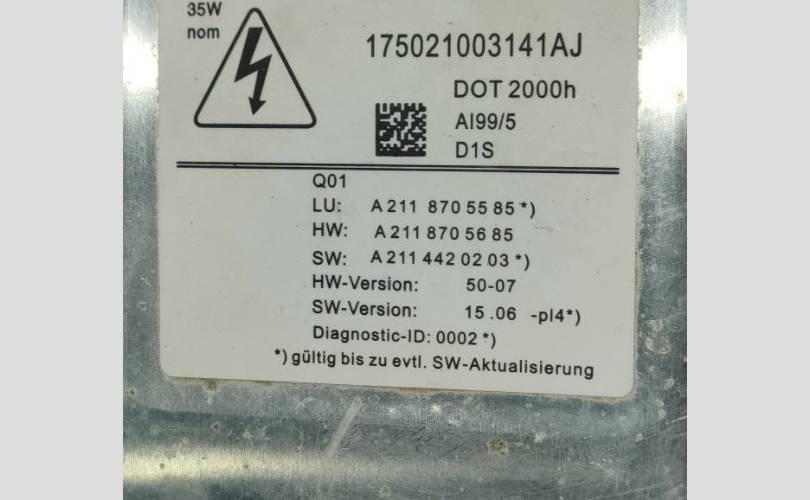 35W
nom
175021003141AJ
DOT 2000h
AI99/5
D1S
Q01
LU: A 211 870 55 85 *)
HW: A 211 870 56 85
SW: A 211 442 02 03 *)
HW-Version: 50-07
SW-Version: 15.06 -pl4*)
Diagnostic-ID: 0002 *)
*) gültig bis zu evtl. SW-Aktualisierung